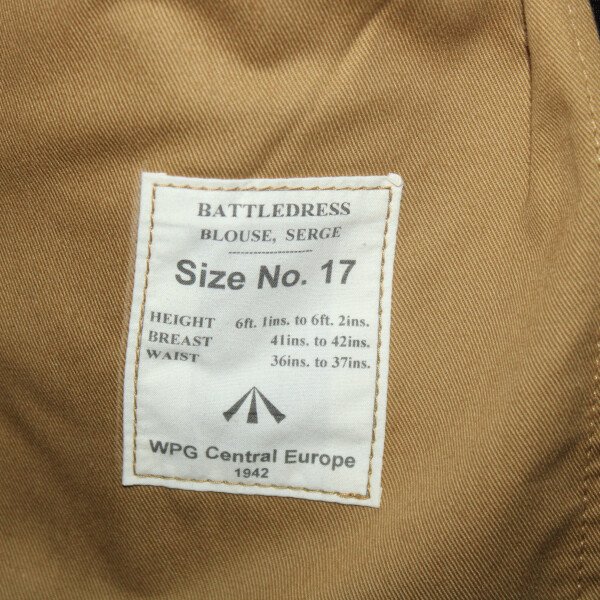 BATTLEDRESS
BLOUSE, SERGE
Size No. 17
HEIGHT 6ft. 1ins. to 6ft. 2ins.
BREAST 41ins. to 42ins.
WAIST 36ins. to 37ins.
WPG Central Europe
1942